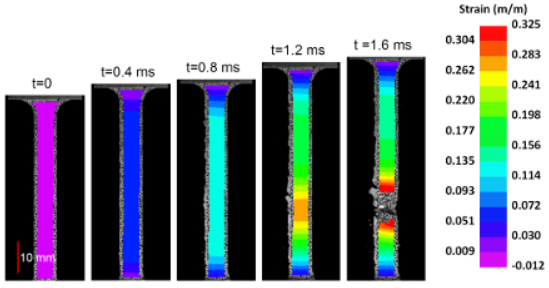 t=0
t =0.4 ms
t =0.8 ms
t =1.2 ms
t =1.6 ms
10 mm
Strain (m/m)
0.325
0.304
0.283
0.262
0.241
0.220
0.198
0.177
0.156
0.135
0.114
0.093
0.072
0.051
0.030
0.009
-0.012